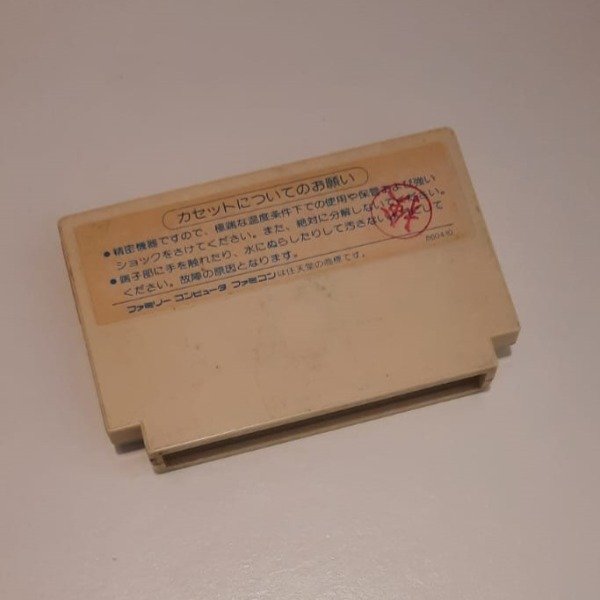 カセットについてのお願い
●精密機器ですので、極端な温度条件下での使用や保管および強い
ショックをさけてください。また、絶対に分解しないでください。
●端子部に手を触れたり、水にぬらしたりして汚さないようにして
ください。故障の原因となります。
ファミリーコンピュータ ファミコンは任天堂の商標です。